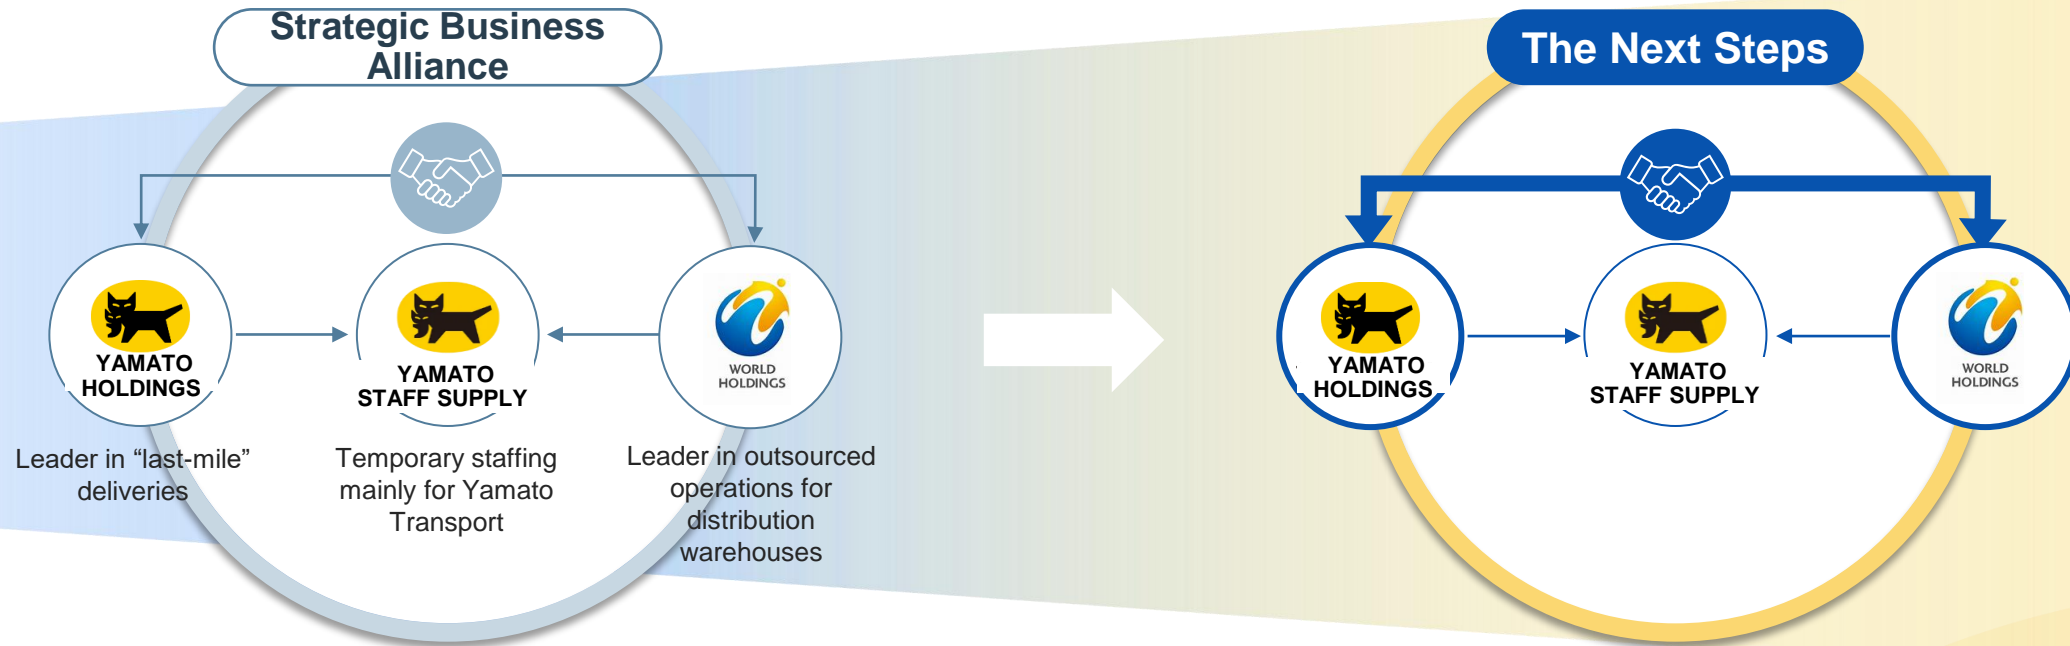 Strategic Business
Alliance
YAMATO
HOLDINGS
YAMATO
STAFF SUPPLY
WORLD
HOLDINGS
Leader in “last-mile”
deliveries
Temporary staffing
mainly for Yamato
Transport
Leader in outsourced
operations for
distribution
warehouses
The Next Steps
YAMATO
HOLDINGS
YAMATO
STAFF SUPPLY
WORLD
HOLDINGS